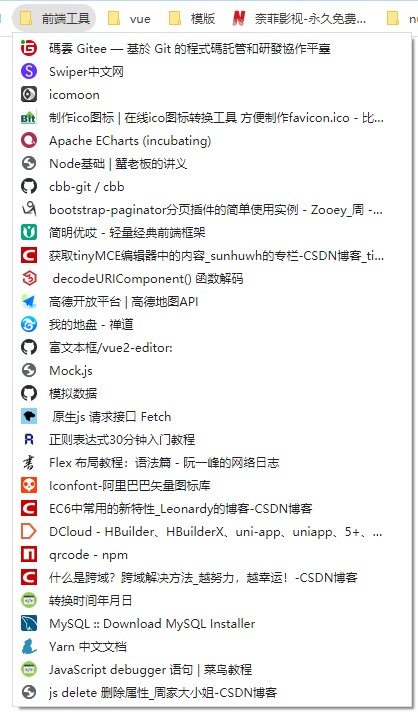 前端工具 vue 模版 奈菲影视-永久免费...
碼雲 Gitee — 基於 Git 的程式碼託管和研發協作平臺
Swiper中文网
icomoon
制作ico图标 | 在线ico图标转换工具 方便制作favicon.ico - 比...
Apache ECharts (incubating)
Node基础 | 蟹老板的讲义
cbb-git / cbb
bootstrap-paginator分页插件的简单使用实例 - Zooey_周 -...
简明优哎 - 轻量经典前端框架
获取tinyMCE编辑器中的内容_sunhuwh的专栏-CSDN博客_ti...
decodeURIComponent() 函数解码
高德开放平台 | 高德地图API
我的地盘 - 禅道
富文本框/vue2-editor:
Mock.js
模拟数据
原生js 请求接口 Fetch
正则表达式30分钟入门教程
Flex 布局教程：语法篇 - 阮一峰的网络日志
Iconfont-阿里巴巴矢量图标库
EC6中常用的新特性_Leonardy的博客-CSDN博客
DCloud - HBuilder、HBuilderX、uni-app、uniapp、5+、...
qrcode - npm
什么是跨域？跨域解决方法_越努力，越幸运！-CSDN博客
转换时间年月日
MySQL :: Download MySQL Installer
Yarn 中文文档
JavaScript debugger 语句 | 菜鸟教程
js delete 删除属性_周家大小姐-CSDN博客